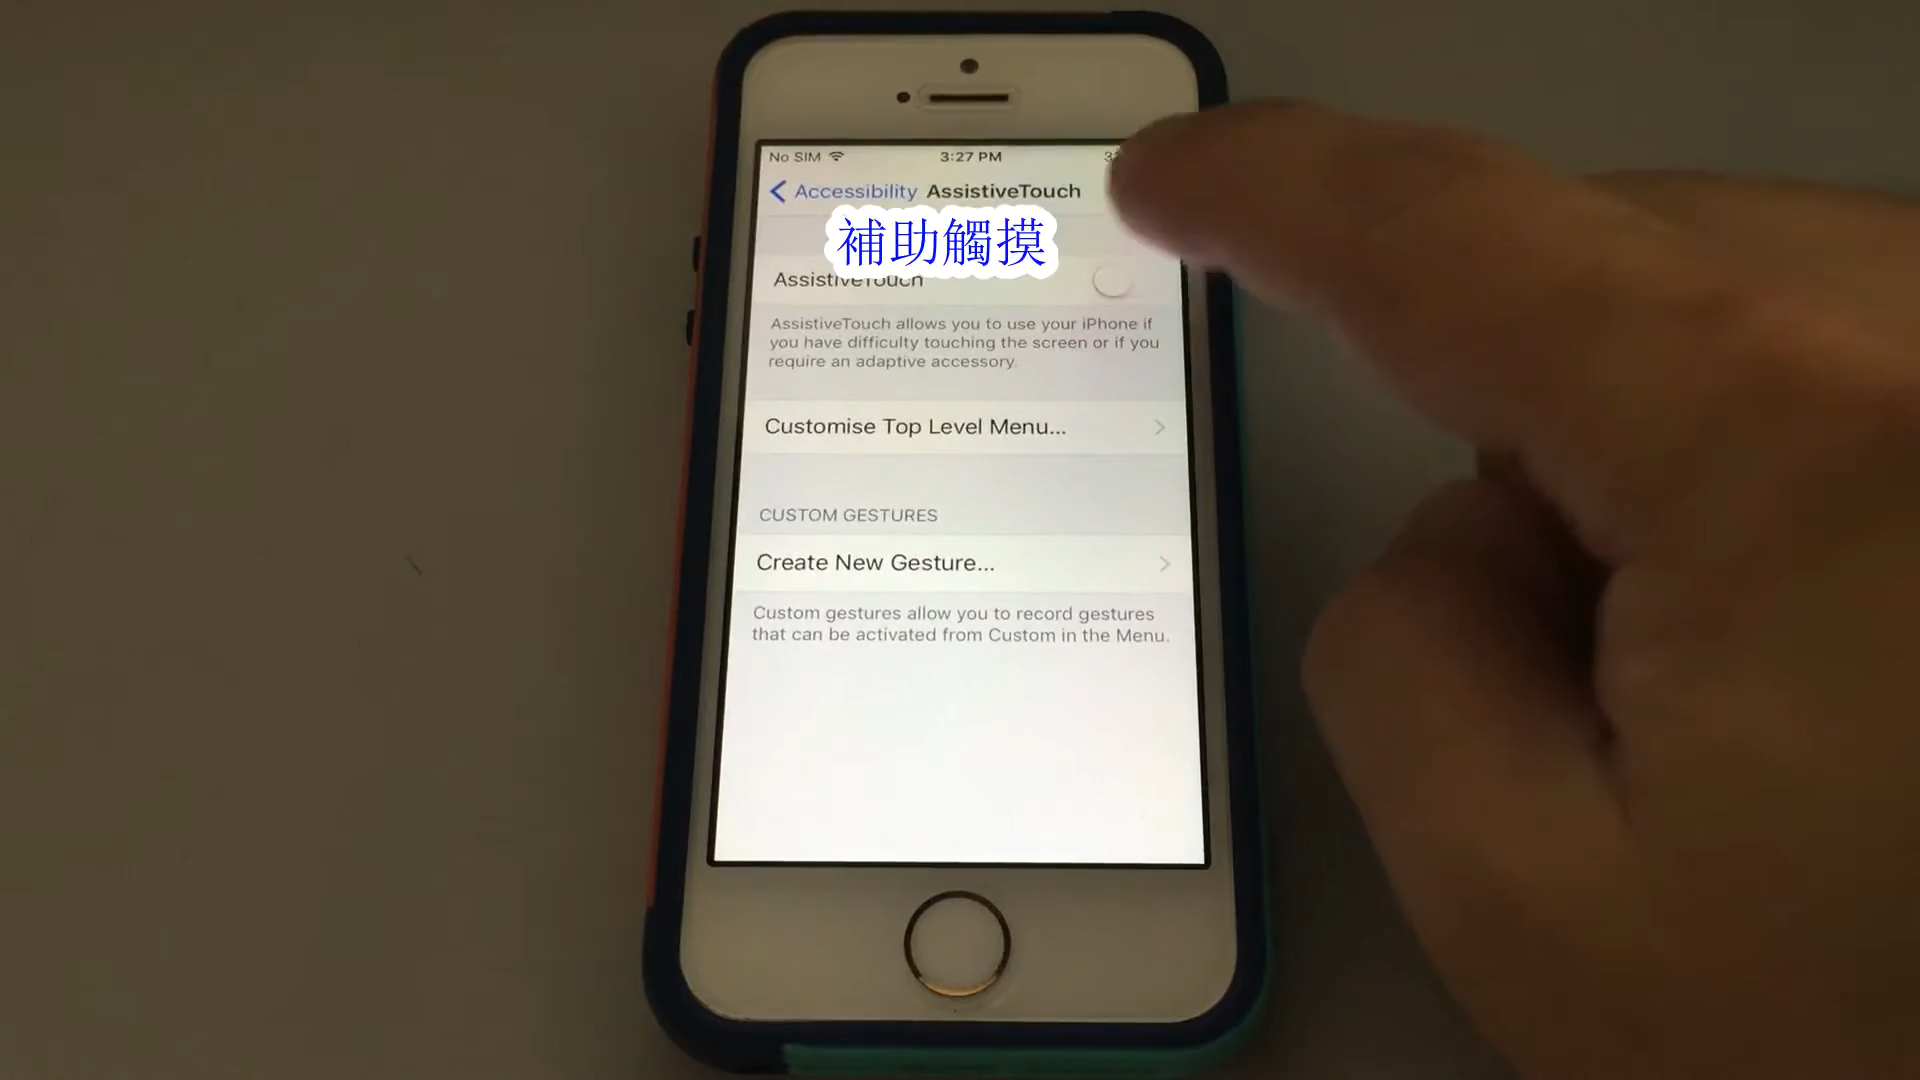 No SIM
3:27 PM
Accessibility AssistiveTouch
補助觸摸
AssistiveTouch
AssistiveTouch allows you to use your iPhone if
you have difficulty touching the screen or if you
require an adaptive accessory.
Customise Top Level Menu...
CUSTOM GESTURES
Create New Gesture...
Custom gestures allow you to record gestures
that can be activated from Custom in the Menu.